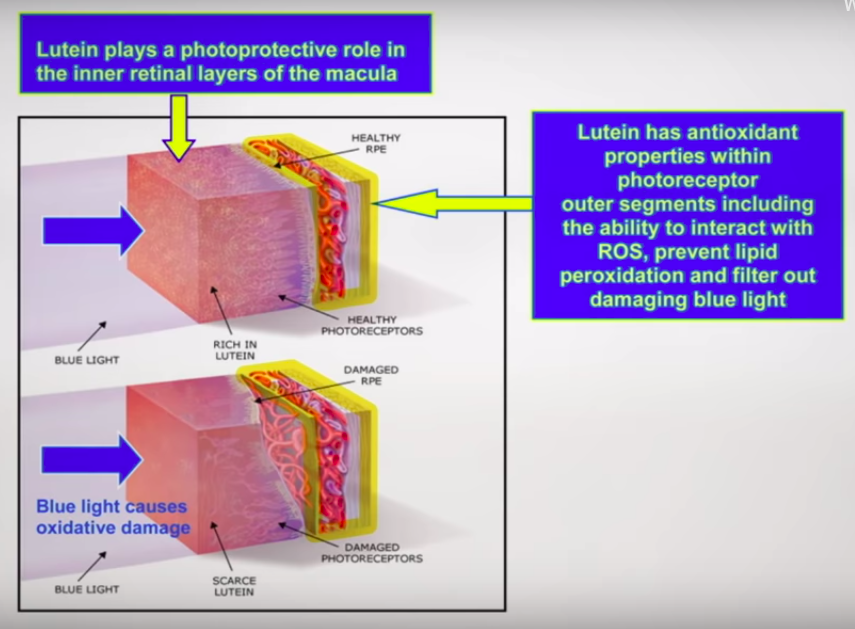 Lutein plays a photoprotective role in
the inner retinal layers of the macula
HEALTHY
RPE
Lutein has antioxidant
properties within
photoreceptor
outer segments including
the ability to interact with
ROS, prevent lipid
peroxidation and filter out
damaging blue light
HEALTHY
PHOTORECEPTORS
RICH IN
LUTEIN
BLUE LIGHT
DAMAGED
RPE
Blue light causes
oxidative damage
DAMAGED
PHOTORECEPTORS
SCARCE
LUTEIN
BLUE LIGHT